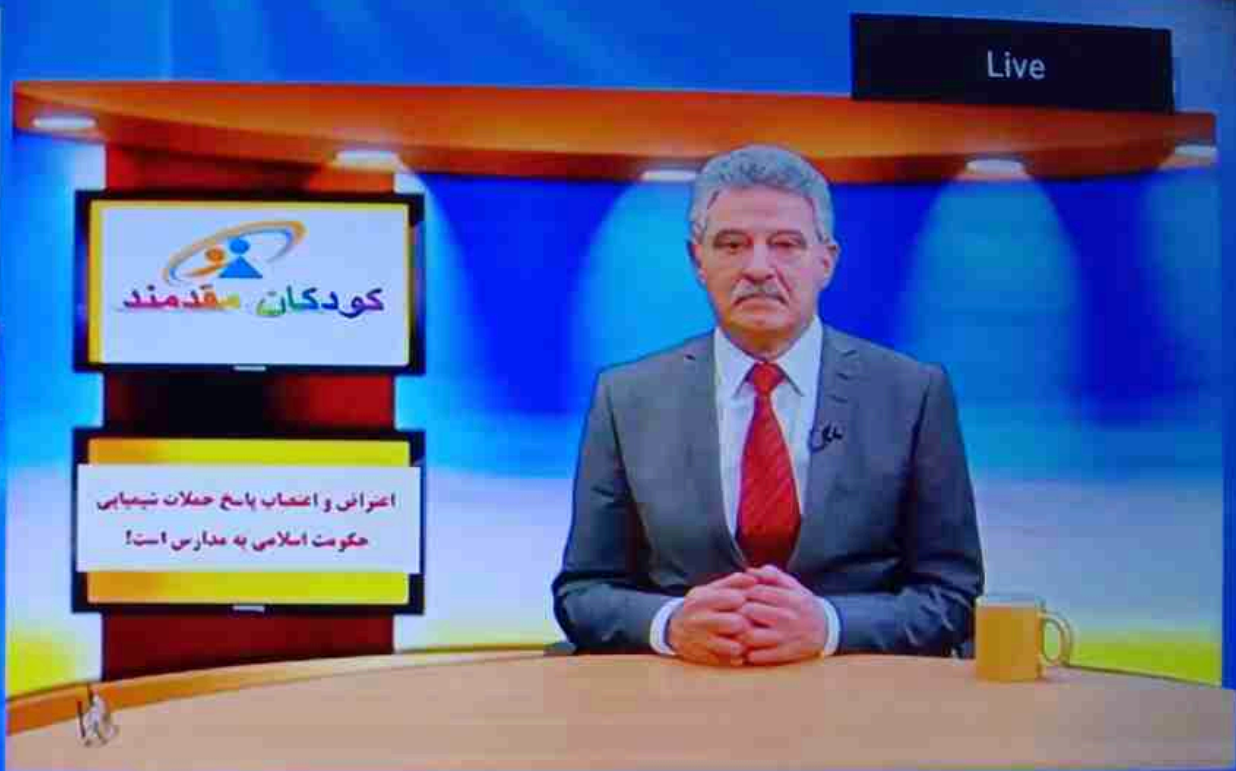 Live
کودکان مقدمند
اعتراض و اعتصاب پاسخ حملات شیمیایی
حکومت اسلامی به مدارس است!